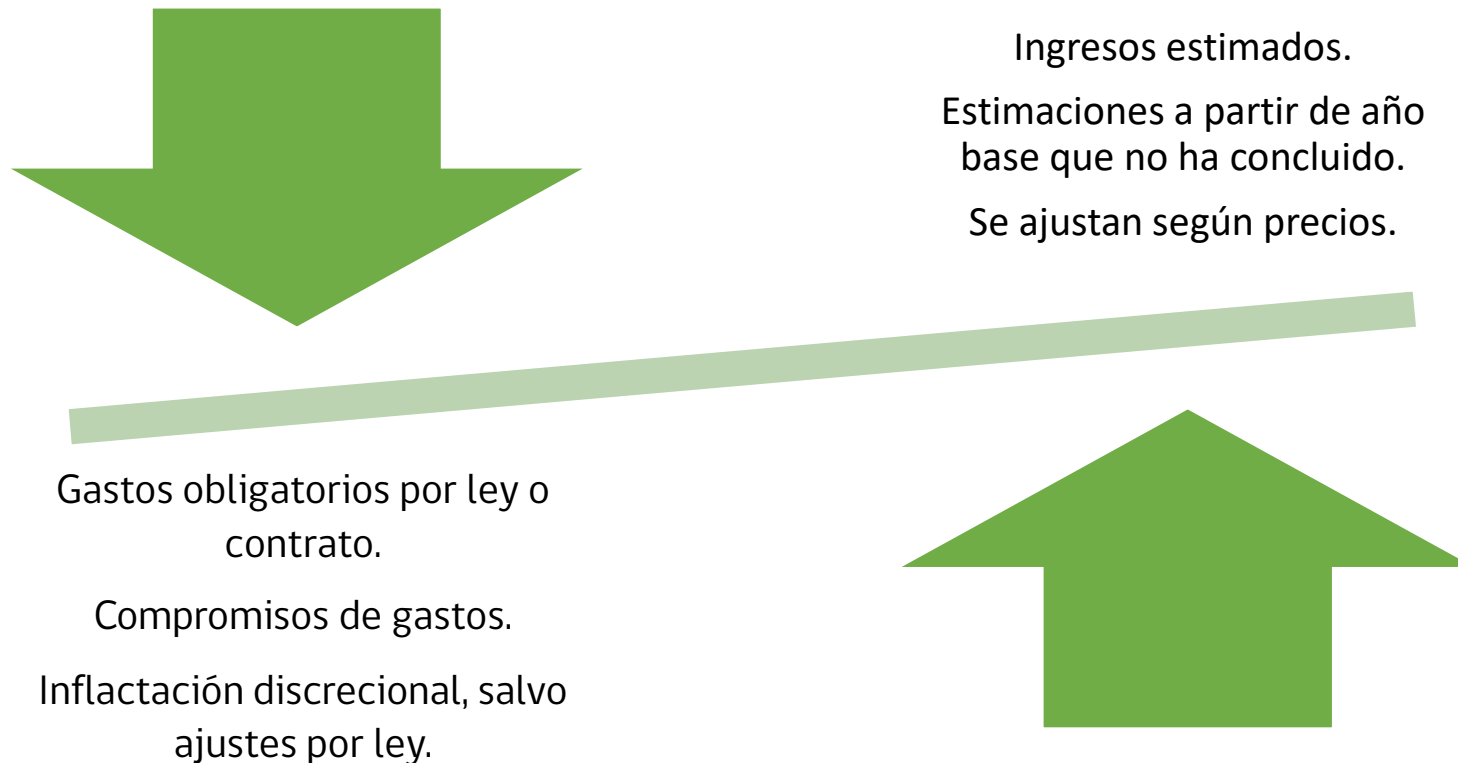 Ingresos estimados.
Estimaciones a partir de año
base que no ha concluido.
Se ajustan según precios.
Gastos obligatorios por ley o
contrato.
Compromisos de gastos.
Inflactación discrecional, salvo
ajustes por ley.